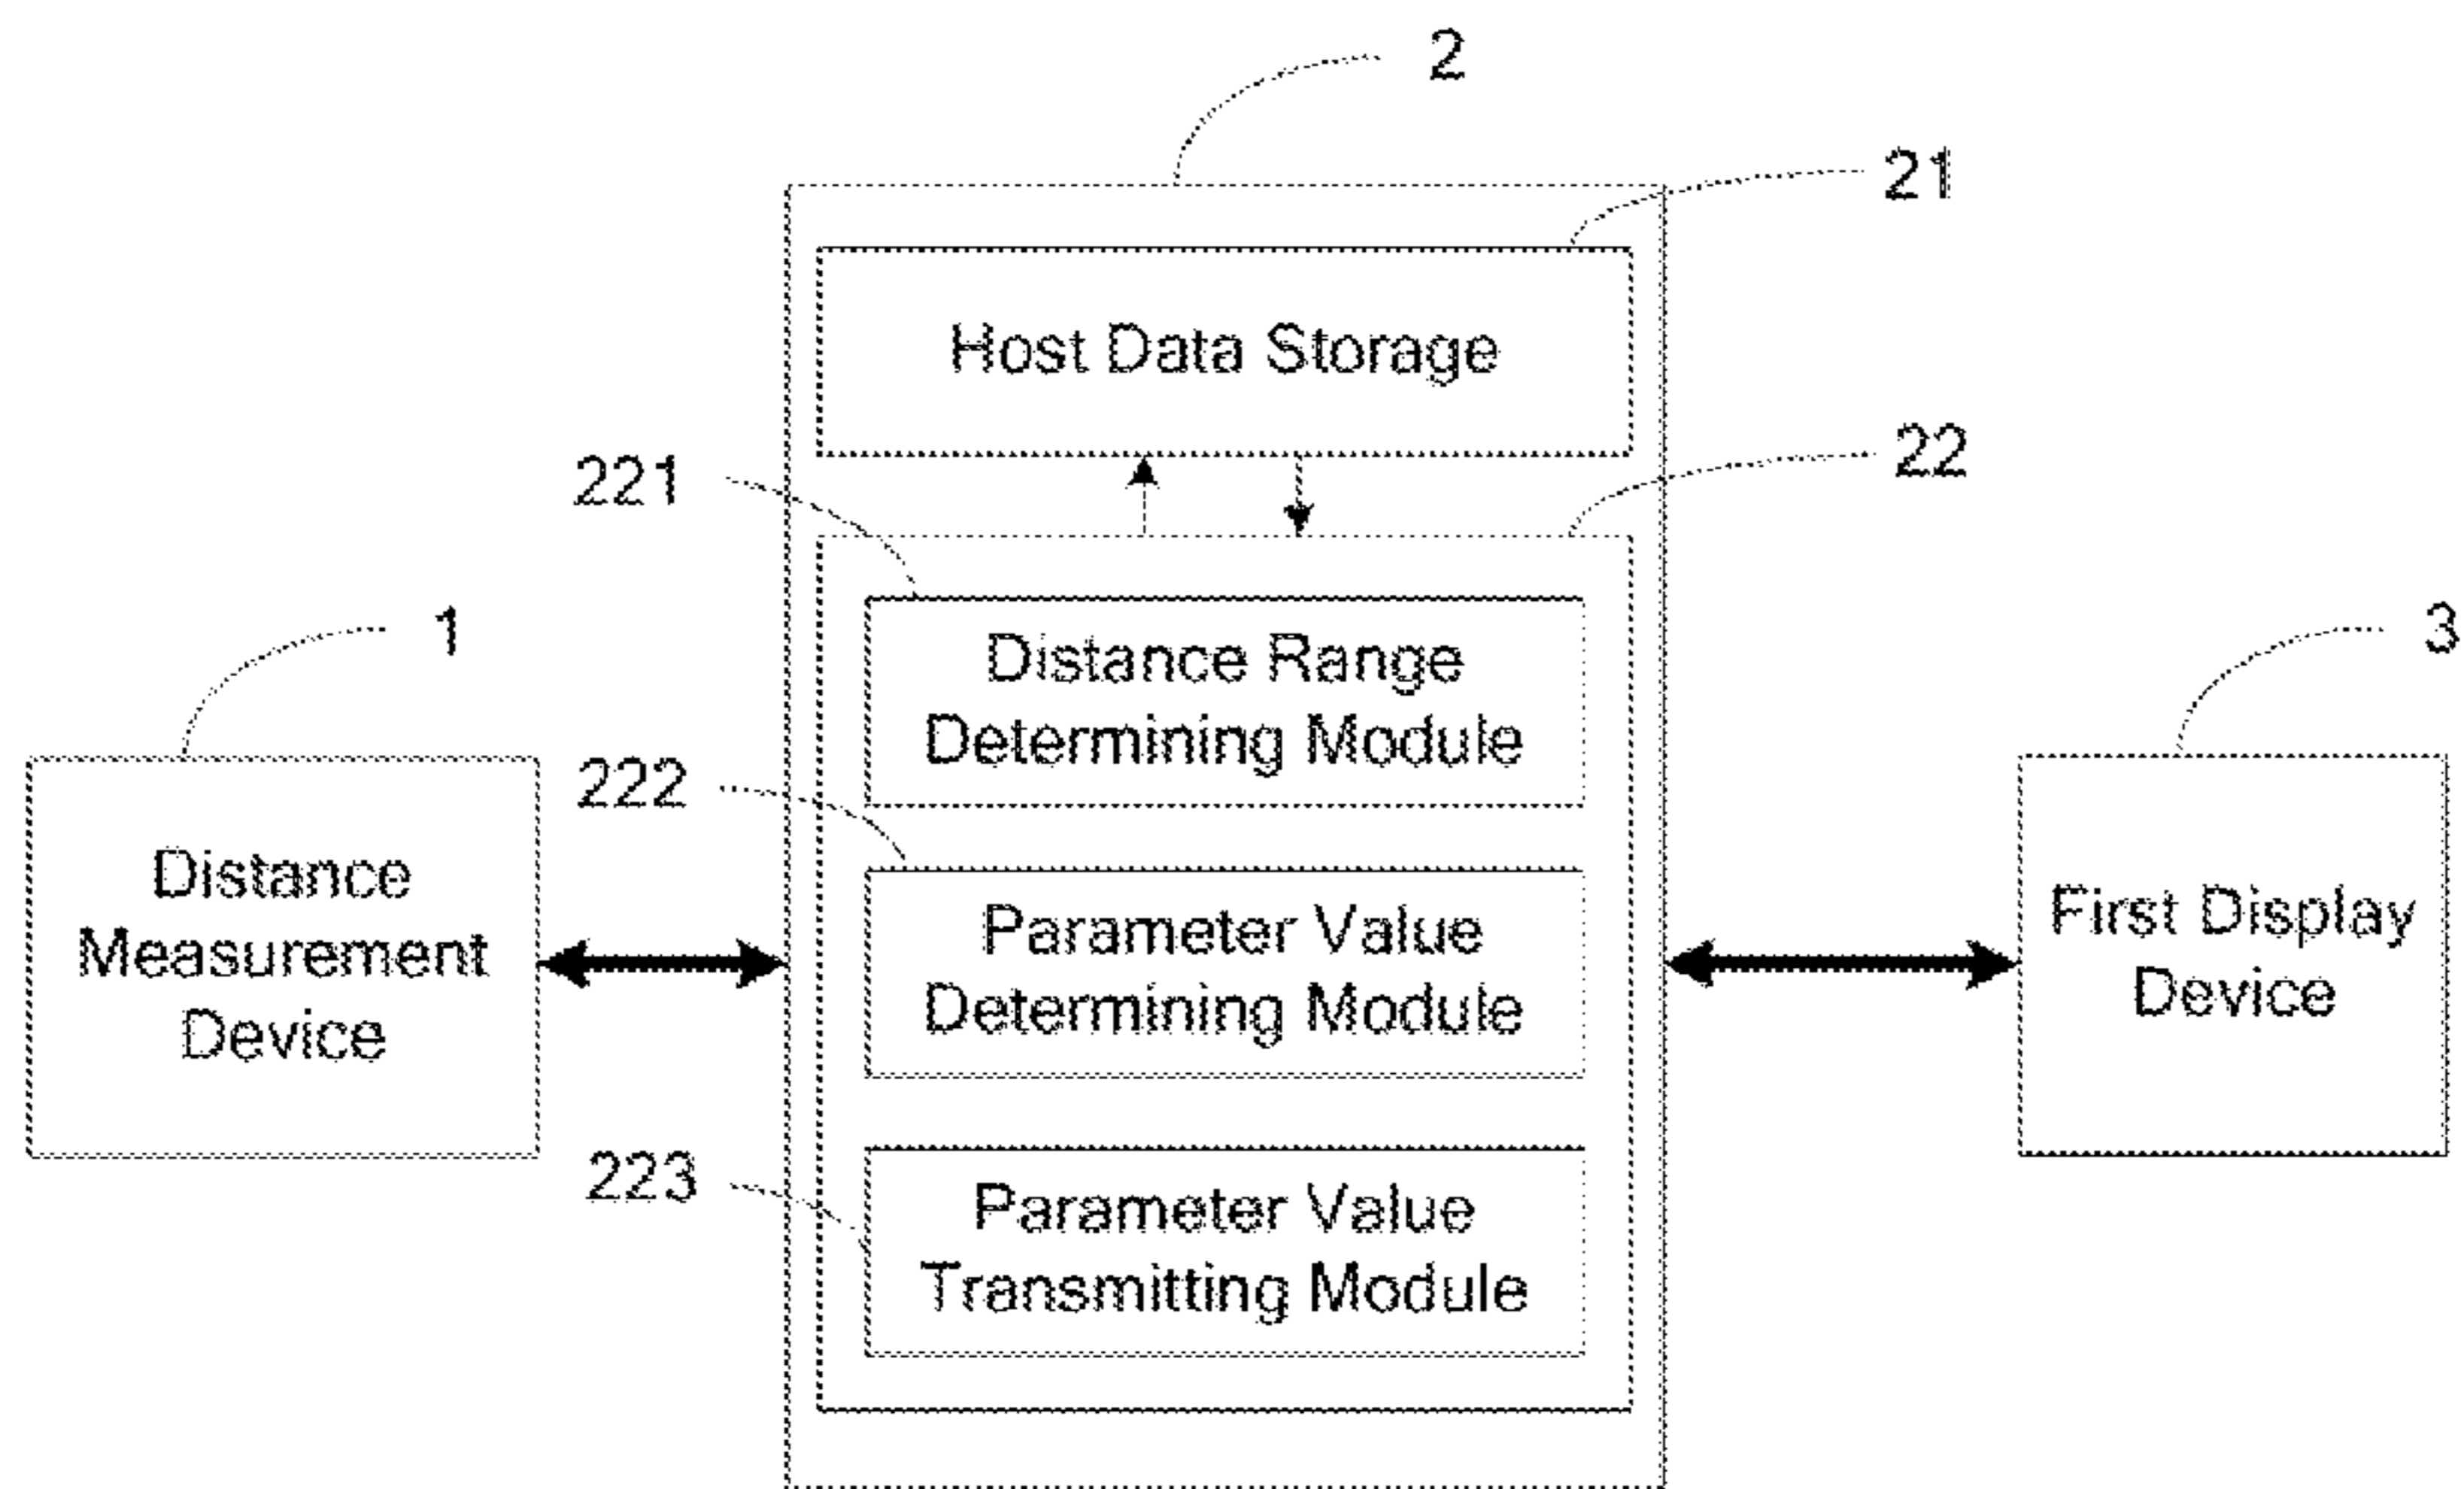 2
21
Host Data Storage
221
22
1
Distance Range
Determining Module
3
222
Distance
Measurement
Device
Parameter Value
Determining Module
First Display
Device
223
Parameter Value
Transmitting Module